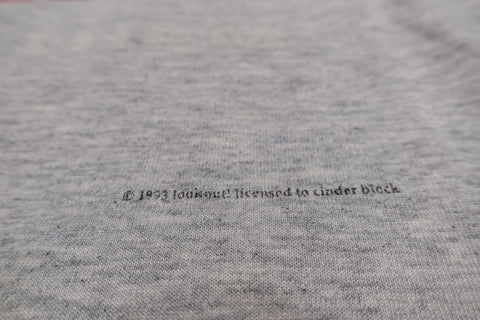 © 1993 lookout! licensed to cinder block